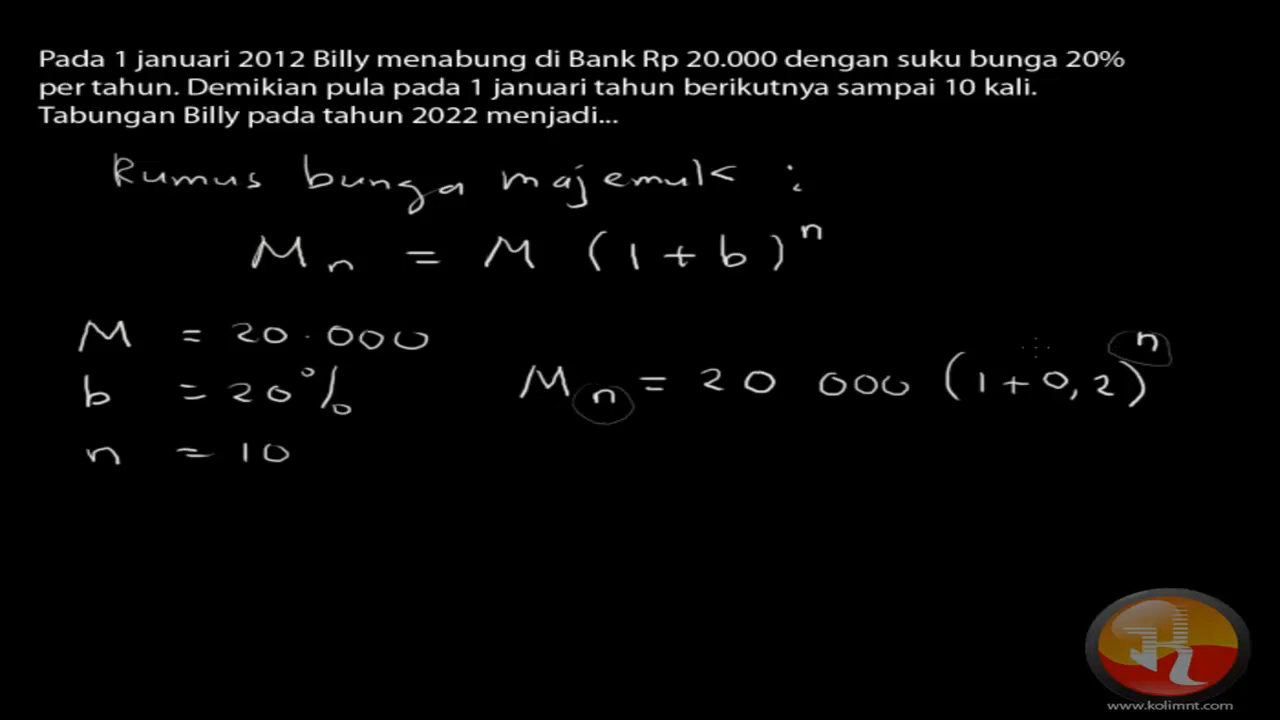 Pada 1 januari 2012 Billy menabung di Bank Rp 20.000 dengan suku bunga 20%
per tahun. Demikian pula pada 1 januari tahun berikutnya sampai 10 kali.
Tabungan Billy pada tahun 2022 menjadi...
Rumus bunga majemuk :
Mn = M (1 + b)^n
M = 20.000
b = 20%
n = 10
Mn = 20 000 (1 + 0,2)^n
www.kolimnt.com